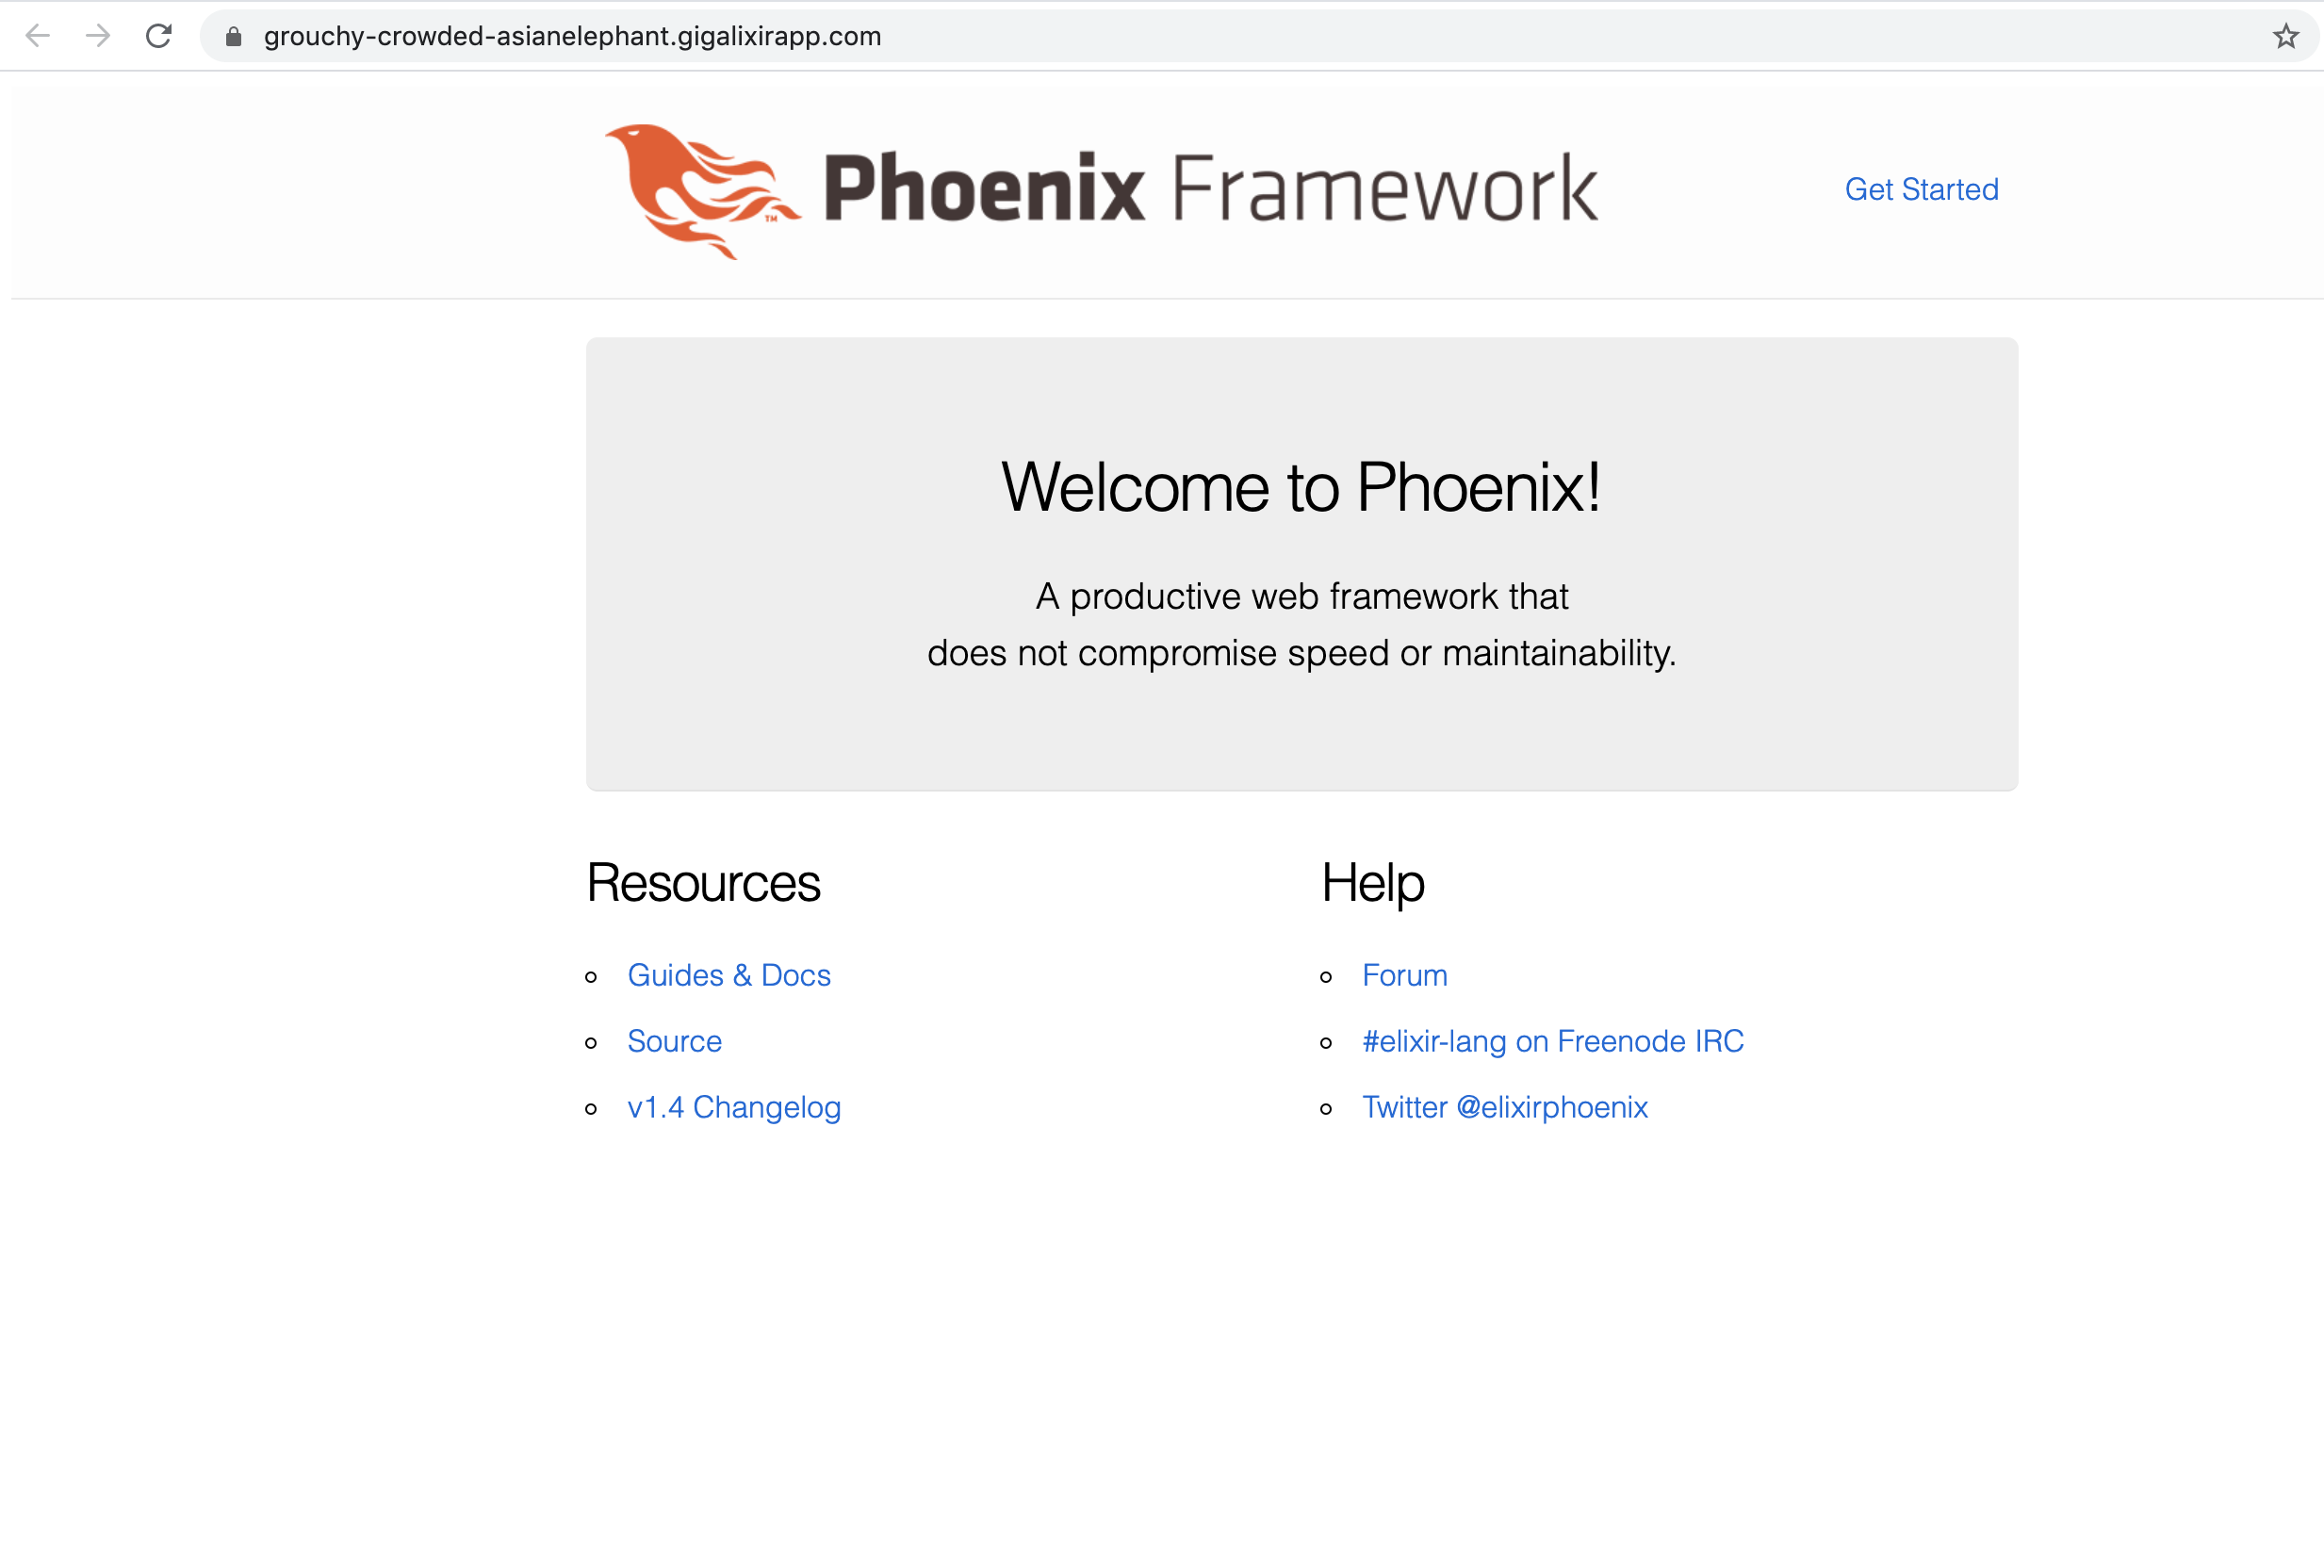 grouchy-crowded-asianelephant.gigalixirapp.com
Phoenix Framework
TM
Get Started
Welcome to Phoenix!
A productive web framework that
does not compromise speed or maintainability.
Resources
Guides & Docs
Source
v1.4 Changelog
Help
Forum
#elixir-lang on Freenode IRC
Twitter @elixirphoenix